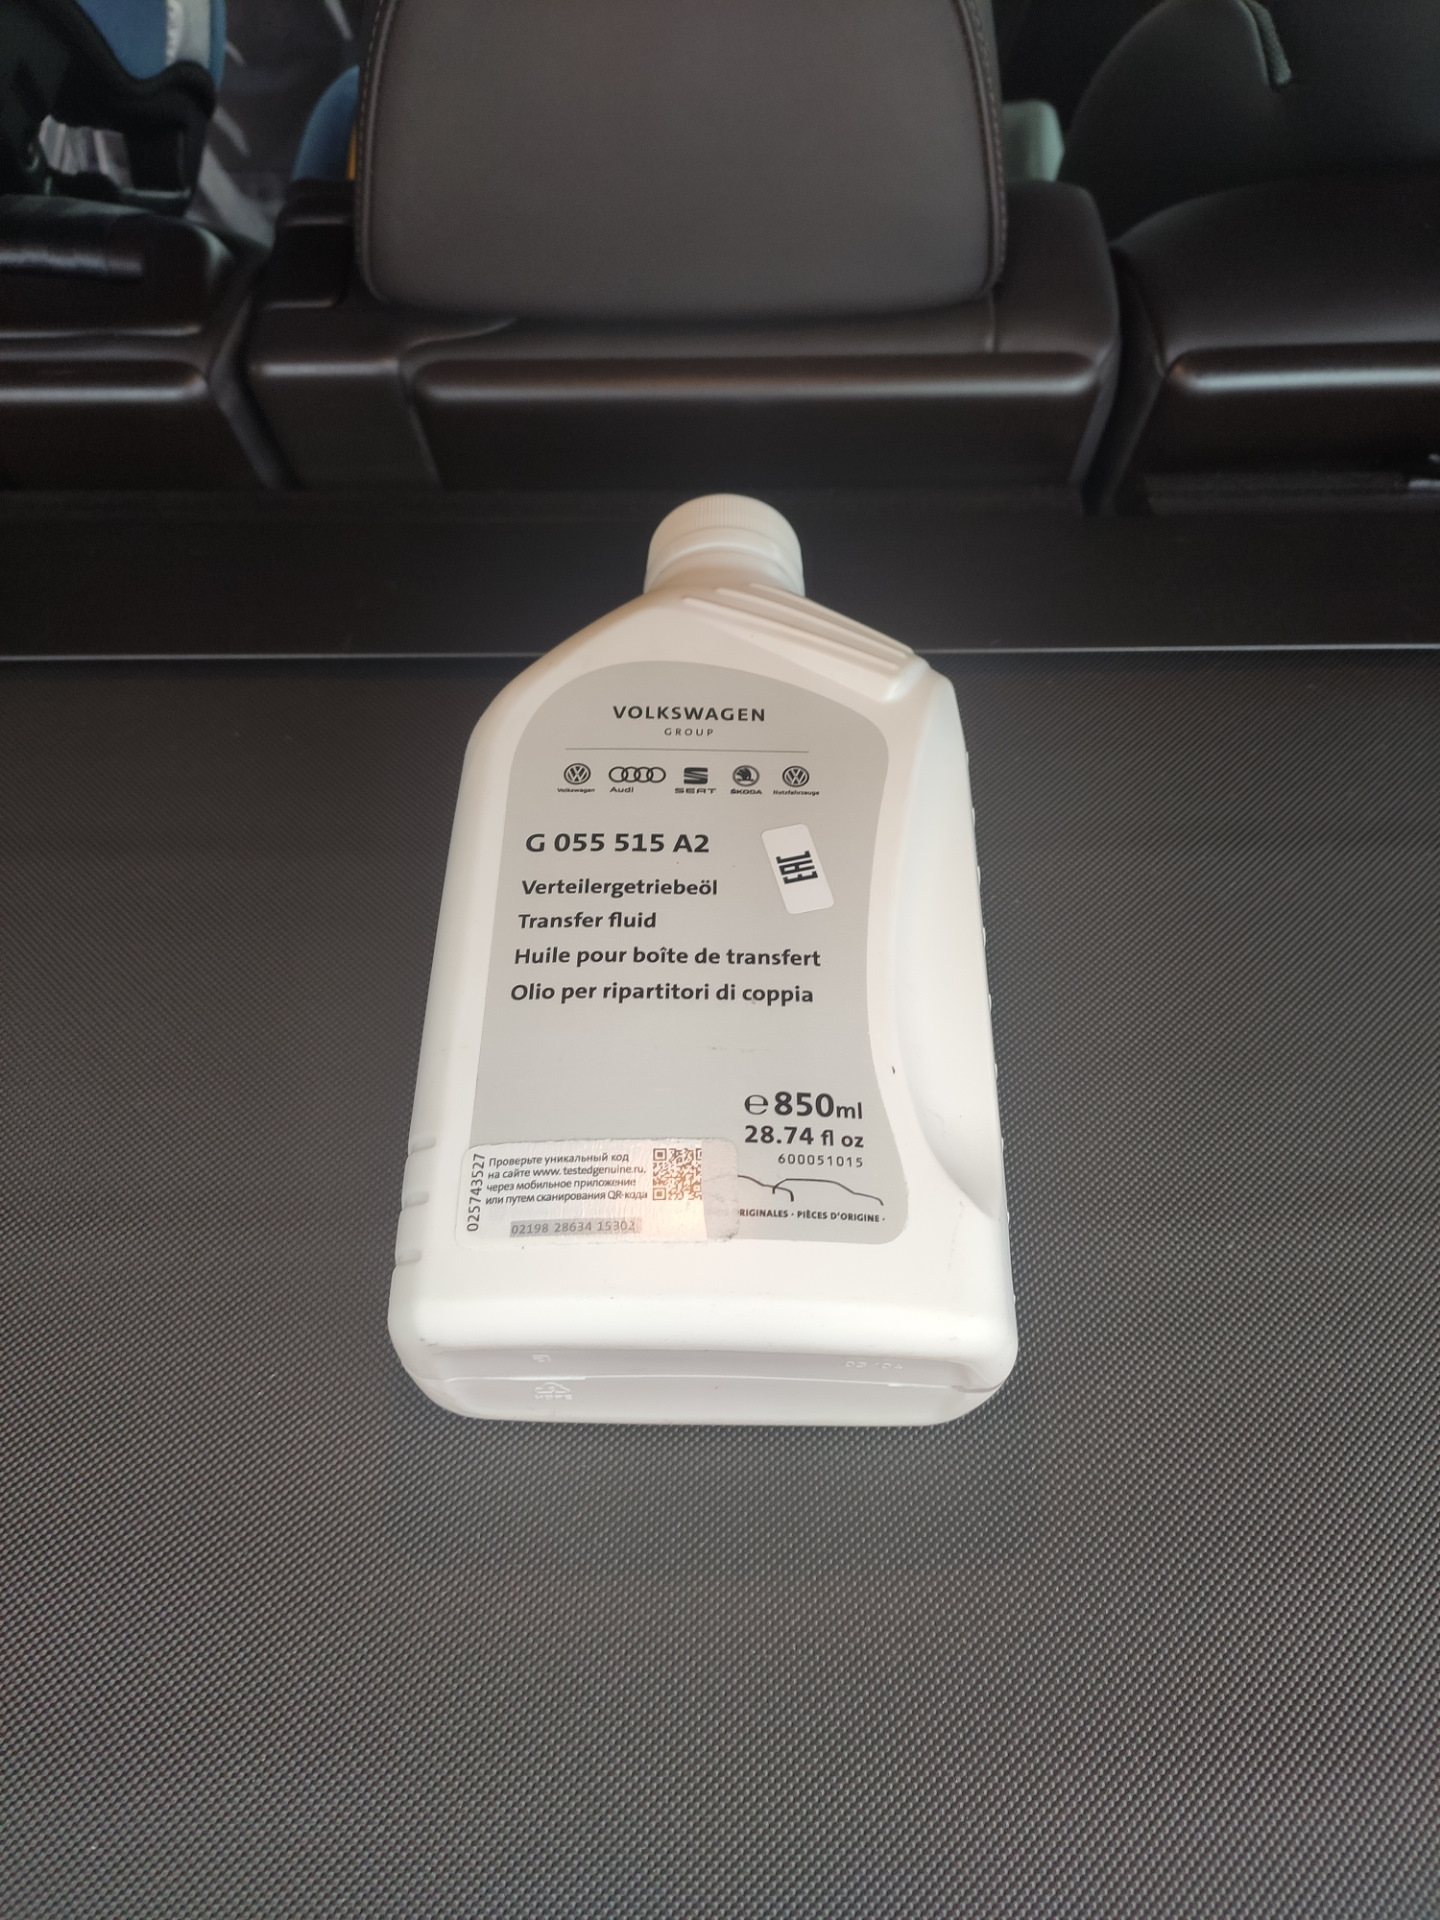 VOLKSWAGEN
GROUP
Volkswagen Audi SEAT ŠKODA Nutzfahrzeuge
G 055 515 A2
EAC
Verteilergetriebeöl
Transfer fluid
Huile pour boîte de transfert
Olio per ripartitori di coppia
℮ 850ml
28.74 fl oz
600051015
RIGINALES · PIÈCES D'ORIGINE ·
025743527
Проверьте уникальный код
на сайте www. testedgenuine.ru,
через мобильное приложение
или путем сканирования QR-кода
02198 28634 15302